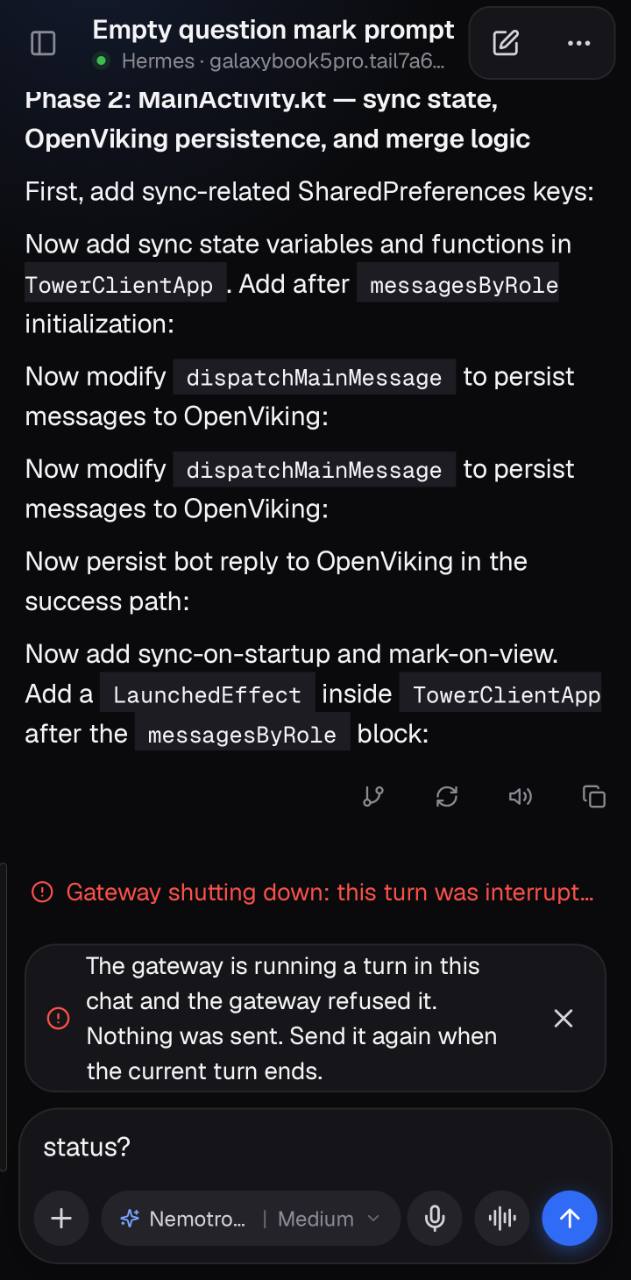 Empty question mark prompt
Hermes · galaxybook5pro.tail7a6...
Phase 2: MainActivity.kt — sync state,
OpenViking persistence, and merge logic
First, add sync-related SharedPreferences keys:
Now add sync state variables and functions in
TowerClientApp . Add after messagesByRole
initialization:
Now modify dispatchMainMessage to persist
messages to OpenViking:
Now modify dispatchMainMessage to persist
messages to OpenViking:
Now persist bot reply to OpenViking in the
success path:
Now add sync-on-startup and mark-on-view.
Add a LaunchedEffect inside TowerClientApp
after the messagesByRole block:
Gateway shutting down: this turn was interrupt...
The gateway is running a turn in this
chat and the gateway refused it.
Nothing was sent. Send it again when
the current turn ends.
status?
Nemotro... | Medium